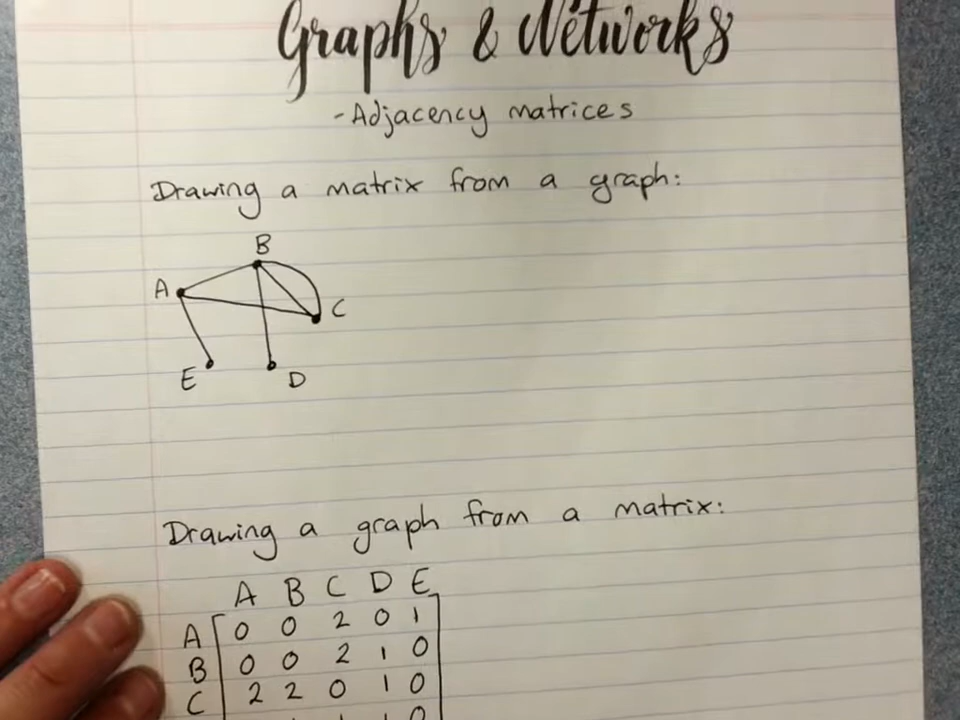 Graphs & Networks
-Adjacency matrices
Drawing a matrix from a graph:
B
A
C
E
D
Drawing a graph from a matrix:
A B C D E
A 0 0 2 0 1
B 0 0 2 1 0
C 2 2 0 1 0